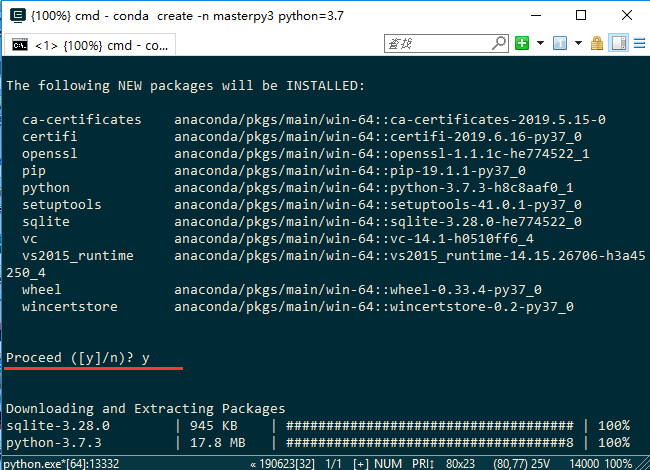 {100%} cmd - conda  create -n masterpy3 python=3.7
<1> {100%} cmd - co...
查找
The following NEW packages will be INSTALLED:
ca-certificates    anaconda/pkgs/main/win-64::ca-certificates-2019.5.15-0
certifi            anaconda/pkgs/main/win-64::certifi-2019.6.16-py37_0
openssl            anaconda/pkgs/main/win-64::openssl-1.1.1c-he774522_1
pip                anaconda/pkgs/main/win-64::pip-19.1.1-py37_0
python             anaconda/pkgs/main/win-64::python-3.7.3-h8c8aaf0_1
setuptools         anaconda/pkgs/main/win-64::setuptools-41.0.1-py37_0
sqlite             anaconda/pkgs/main/win-64::sqlite-3.28.0-he774522_0
vc                 anaconda/pkgs/main/win-64::vc-14.1-h0510ff6_4
vs2015_runtime     anaconda/pkgs/main/win-64::vs2015_runtime-14.15.26706-h3a45
250_4
wheel              anaconda/pkgs/main/win-64::wheel-0.33.4-py37_0
wincertstore       anaconda/pkgs/main/win-64::wincertstore-0.2-py37_0
Proceed ([y]/n)? y
Downloading and Extracting Packages
sqlite-3.28.0        | 945 KB    | #################################### | 100%
python-3.7.3         | 17.8 MB   | ###################################8 | 100%
python.exe*[64]:13332 « 190623[32] 1/1 [+] NUM PRI↕ 80x23 (80,77) 25V 14000 100%